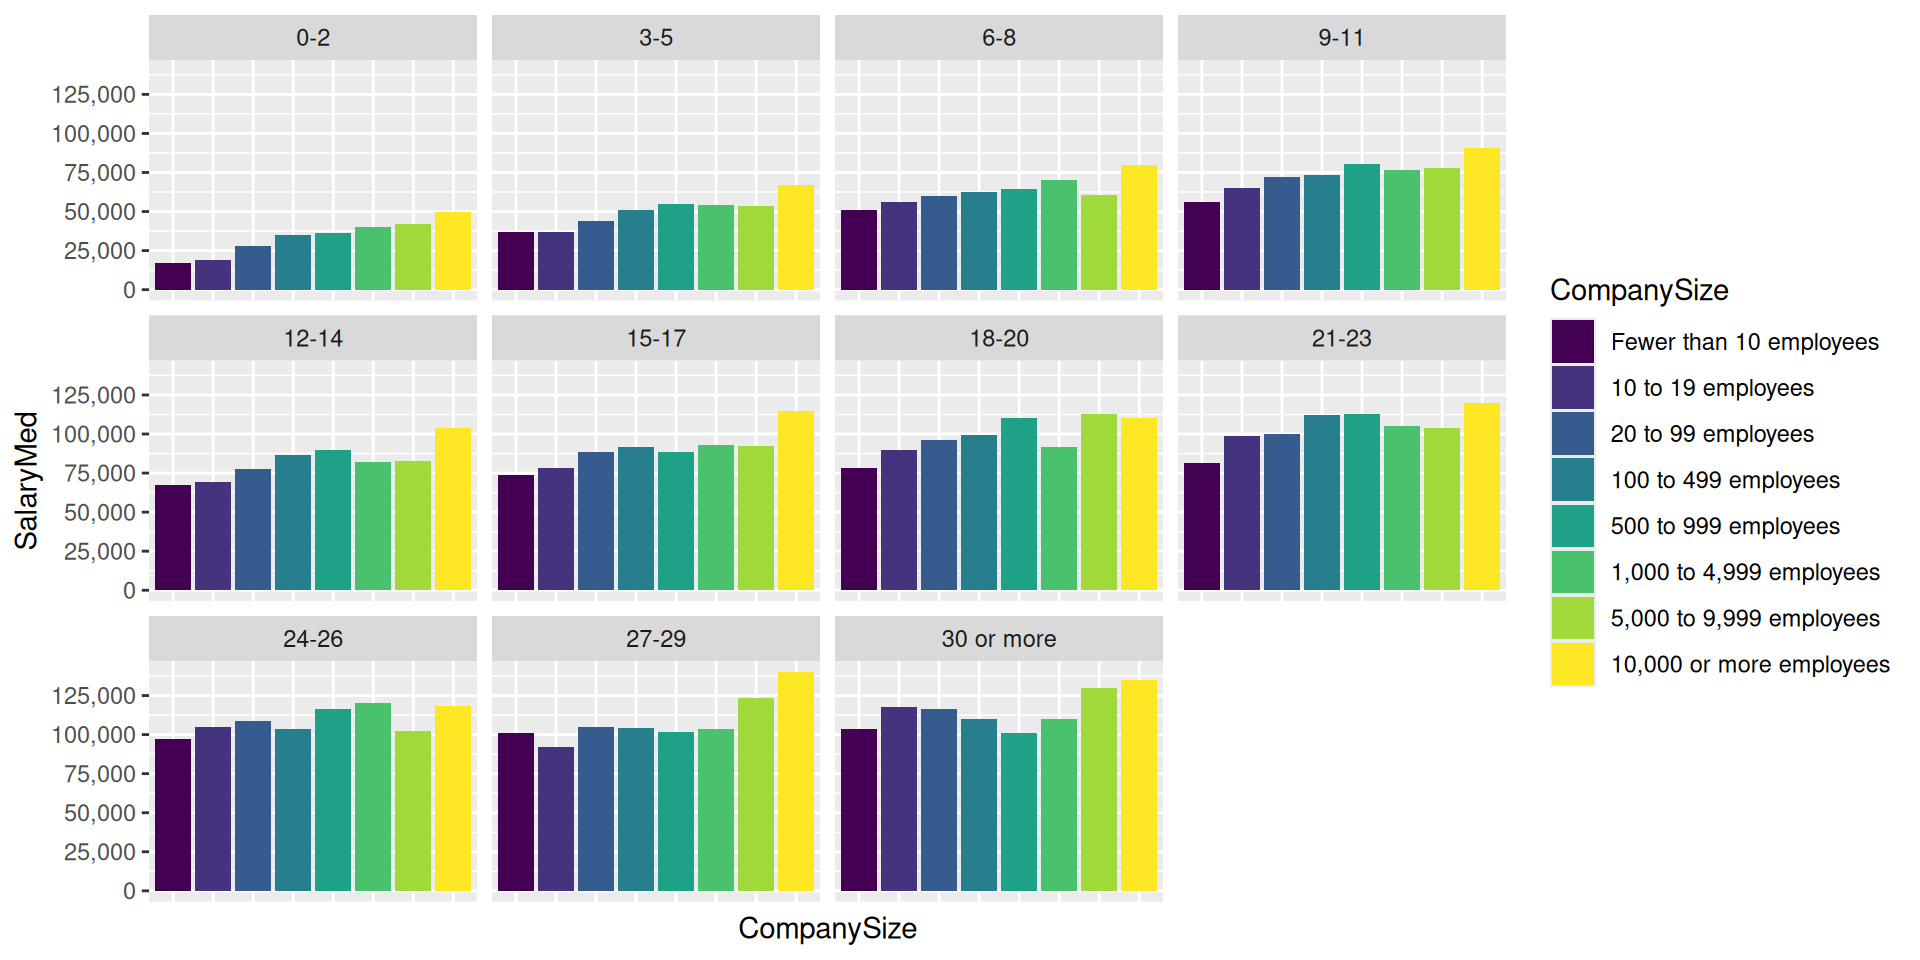 0-2
3-5
6-8
9-11
125,000
100,000
75,000
50,000
25,000
0
12-14
15-17
18-20
21-23
125,000
100,000
75,000
50,000
25,000
0
24-26
27-29
30 or more
125,000
100,000
75,000
50,000
25,000
0
SalaryMed
CompanySize
CompanySize
Fewer than 10 employees
10 to 19 employees
20 to 99 employees
100 to 499 employees
500 to 999 employees
1,000 to 4,999 employees
5,000 to 9,999 employees
10,000 or more employees